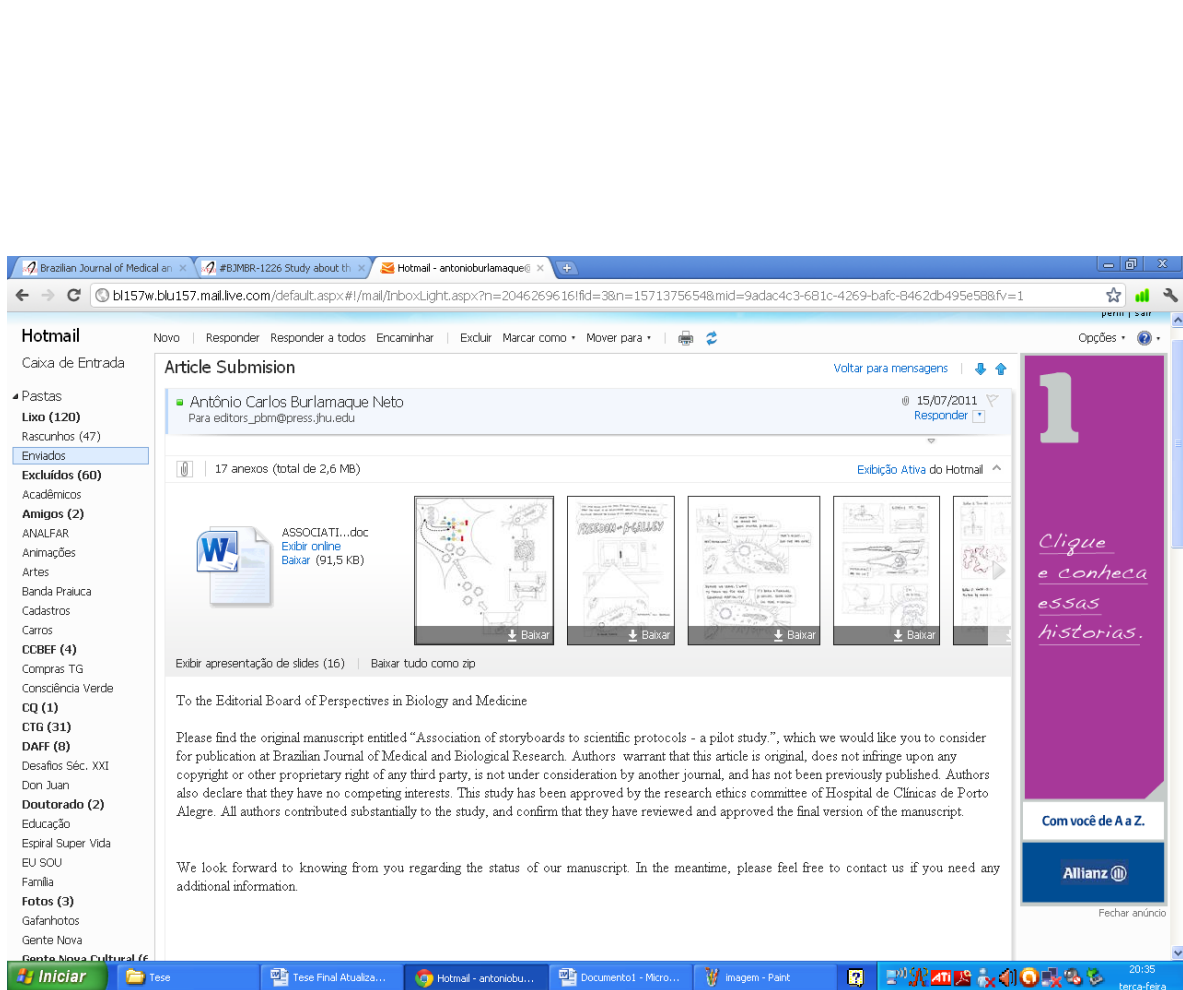 Brazilian Journal of Medical an
#BJMBR-1226 Study about th
Hotmail - antonioburlamaque@
bl157w.blu157.mail.live.com/default.aspx#!/mail/InboxLight.aspx?n=2046269616!fid=3&n=1571375654&mid=9adac4c3-681c-4269-bafc-8462db495e58&fv=1
perfil | sair
Hotmail
Novo | Responder Responder a todos Encaminhar | Excluir Marcar como Mover para
Opções
Caixa de Entrada
Article Submision
Voltar para mensagens
Pastas
Lixo (120)
Rascunhos (47)
Enviados
Excluídos (60)
Acadêmicos
Amigos (2)
ANALFAR
Animações
Artes
Banda Praiuca
Cadastros
Carros
CCBEF (4)
Compras TG
Consciência Verde
CQ (1)
CTG (31)
DAFF (8)
Desafios Séc. XXI
Don Juan
Doutorado (2)
Educação
Espiral Super Vida
EU SOU
Família
Fotos (3)
Gafanhotos
Gente Nova
Gente Nova Cultural (6
Antônio Carlos Burlamaque Neto
Para editors_pbm@press.jhu.edu
15/07/2011
Responder
17 anexos (total de 2,6 MB)
Exibição Ativa do Hotmail
ASSOCIATI...doc
Exibir online
Baixar (91,5 KB)
FREEDOM-A-GALLEY
Baixar
Baixar
Baixar
Baixar
Exibir apresentação de slides (16) | Baixar tudo como zip
To the Editorial Board of Perspectives in Biology and Medicine
Please find the original manuscript entitled “Association of storyboards to scientific protocols - a pilot study.”, which we would like you to consider
for publication at Brazilian Journal of Medical and Biological Research. Authors warrant that this article is original, does not infringe upon any
copyright or other proprietary right of any third party, is not under consideration by another journal, and has not been previously published. Authors
also declare that they have no competing interests. This study has been approved by the research ethics committee of Hospital de Clínicas de Porto
Alegre. All authors contributed substantially to the study, and confirm that they have reviewed and approved the final version of the manuscript.
We look forward to knowing from you regarding the status of our manuscript. In the meantime, please feel free to contact us if you need any
additional information.
1
Clique
e conheca
essas
historias.
Com você de A a Z.
Allianz
Fechar anúncio
Iniciar
Tese
Tese Final Atualiza...
Hotmail - antoniobu...
Documento1 - Micro...
imagem - Paint
ATI
20:35
terça-feira